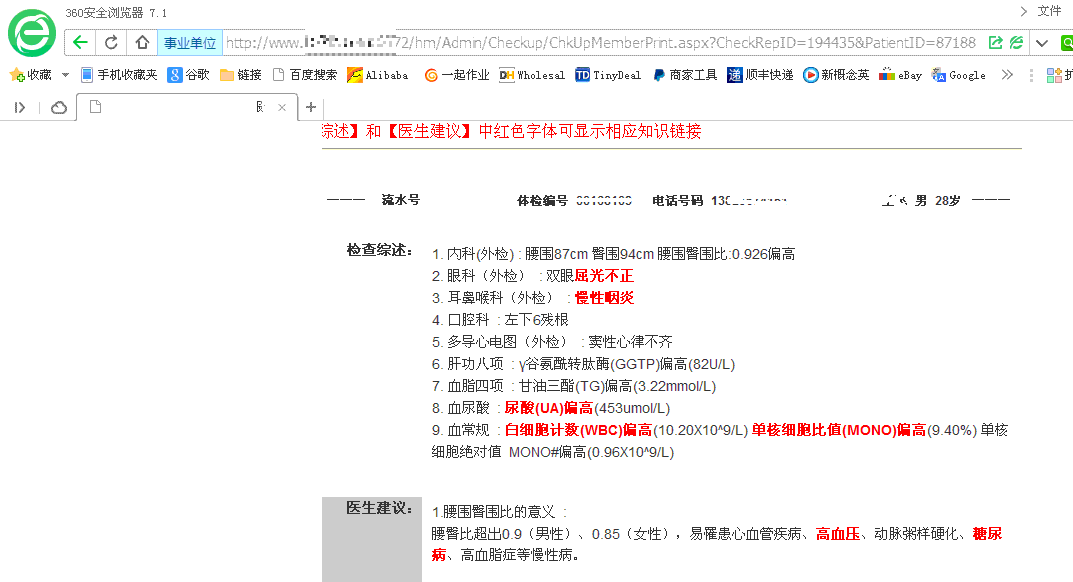 360安全浏览器 7.1
文件
事业单位 http://www. 72/hm/Admin/Checkup/ChkUpMemberPrint.aspx?CheckRepID=194435&PatientID=87188
收藏 手机收藏夹 谷歌 链接 百度搜索 Alibaba 一起作业 Wholesal TinyDeal 商家工具 顺丰快递 新概念英 eBay Google
综述】和【医生建议】中红色字体可显示相应知识链接
——— 流水号 体检编号 电话号码 男 28岁 ———
检查综述：
1. 内科(外检) : 腰围87cm 臀围94cm 腰围臀围比:0.926偏高
2. 眼科（外检） : 双眼屈光不正
3. 耳鼻喉科（外检） : 慢性咽炎
4. 口腔科 : 左下6残根
5. 多导心电图（外检） : 窦性心律不齐
6. 肝功八项 : γ谷氨酰转肽酶(GGTP)偏高(82U/L)
7. 血脂四项 : 甘油三酯(TG)偏高(3.22mmol/L)
8. 血尿酸 : 尿酸(UA)偏高(453umol/L)
9. 血常规 : 白细胞计数(WBC)偏高(10.20X10^9/L) 单核细胞比值(MONO)偏高(9.40%) 单核
细胞绝对值 MONO#偏高(0.96X10^9/L)
医生建议：
1.腰围臀围比的意义 :
腰臀比超出0.9（男性）、0.85（女性），易罹患心血管疾病、高血压、动脉粥样硬化、糖尿
病、高血脂症等慢性病。